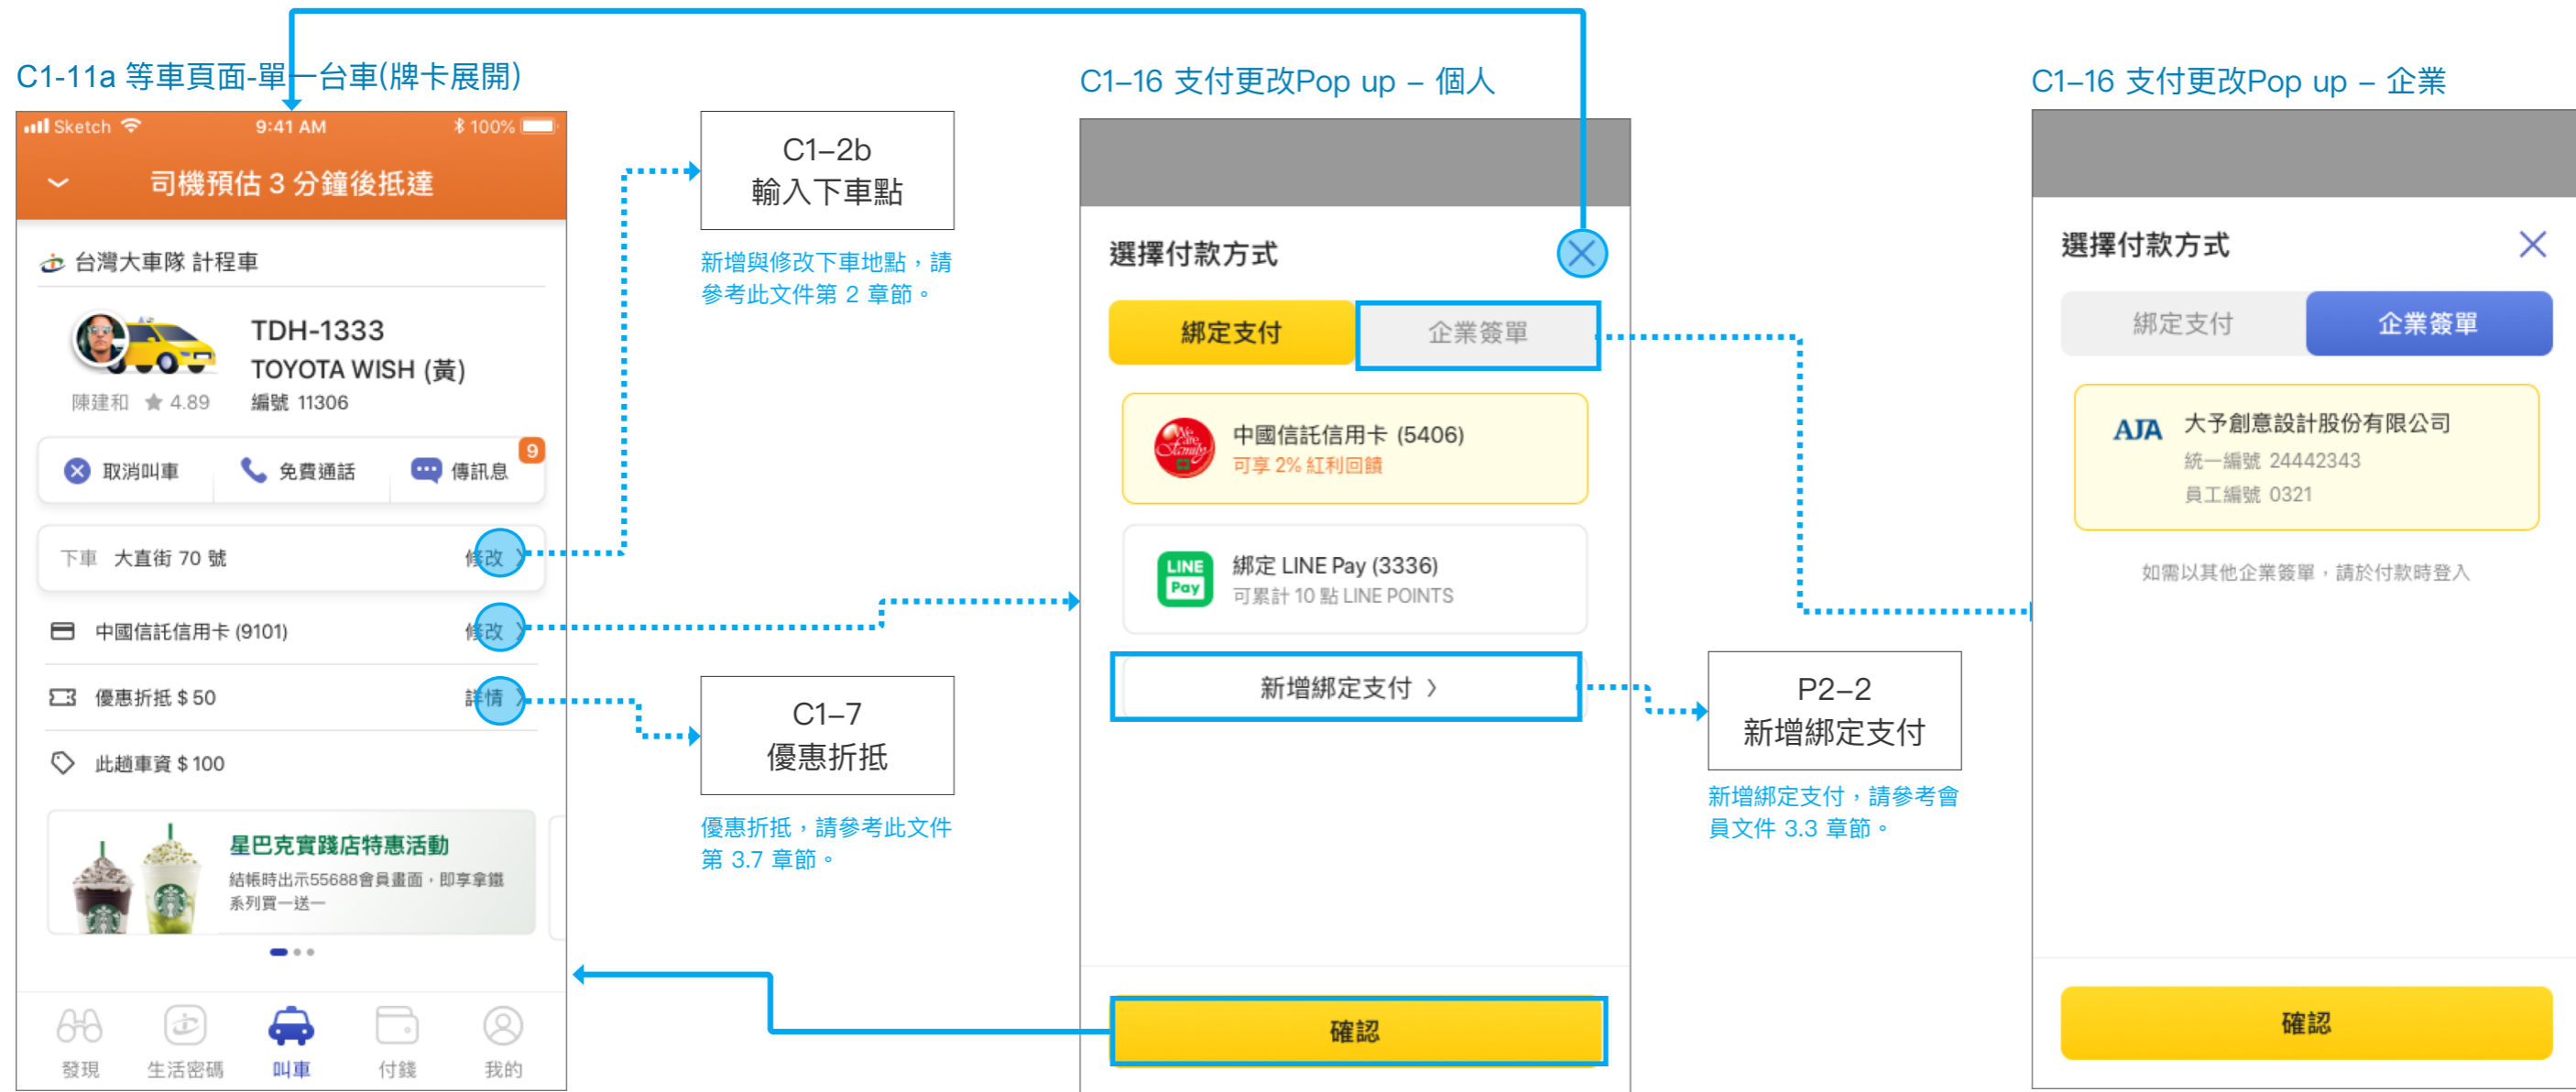 C1-11a 等車頁面-單一台車(牌卡展開)
Sketch
9:41 AM
100%
司機預估 3 分鐘後抵達
台灣大車隊 計程車
TDH-1333
TOYOTA WISH (黃)
陳建和 ★ 4.89
編號 11306
取消叫車
免費通話
傳訊息
9
下車 大直街 70 號
修改
中國信託信用卡 (9101)
修改
優惠折抵 $ 50
詳情
此趟車資 $ 100
星巴克實踐店特惠活動
結帳時出示55688會員畫面，即享拿鐵
系列買一送一
發現
生活密碼
叫車
付錢
我的
C1–2b
輸入下車點
新增與修改下車地點，請
參考此文件第 2 章節。
C1–7
優惠折抵
優惠折抵，請參考此文件
第 3.7 章節。
C1–16 支付更改Pop up – 個人
選擇付款方式
綁定支付
企業簽單
We are Family
中國信託信用卡 (5406)
可享 2% 紅利回饋
LINE Pay
綁定 LINE Pay (3336)
可累計 10 點 LINE POINTS
新增綁定支付 〉
確認
P2–2
新增綁定支付
新增綁定支付，請參考會
員文件 3.3 章節。
C1–16 支付更改Pop up – 企業
選擇付款方式
綁定支付
企業簽單
AJA
大予創意設計股份有限公司
統一編號 24442343
員工編號 0321
如需以其他企業簽單，請於付款時登入
確認